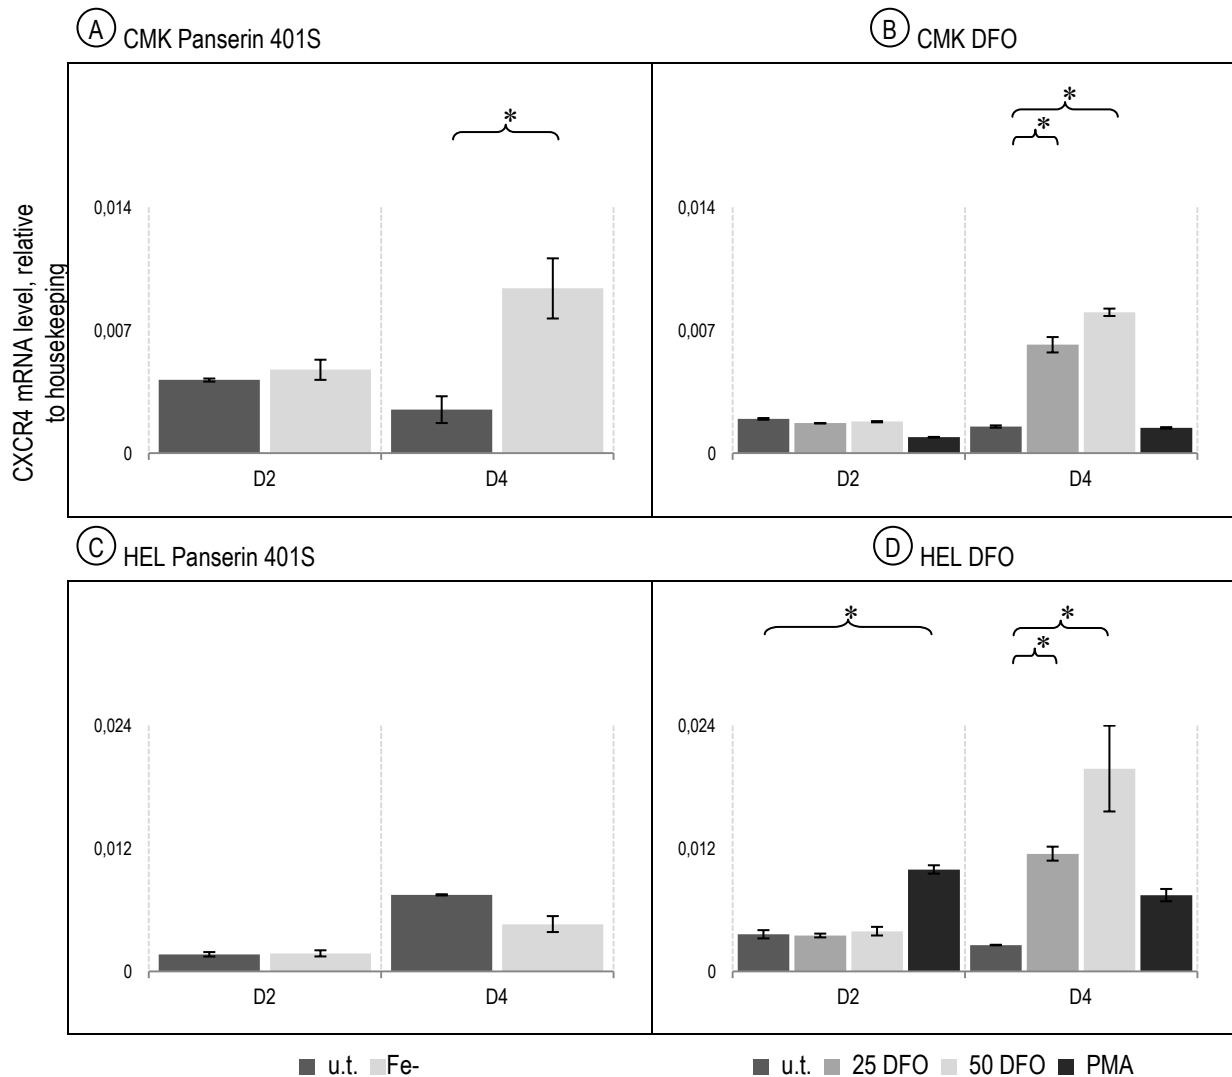 A CMK Panserin 401S
B CMK DFO
CXCR4 mRNA level, relative
to housekeeping
*
0,014
0,007
0
D2 D4
*
*
0,014
0,007
0
D2 D4
C HEL Panserin 401S
D HEL DFO
0,024
0,012
0
D2 D4
* *
*
0,024
0,012
0
D2 D4
u.t. Fe-
u.t. 25 DFO 50 DFO PMA